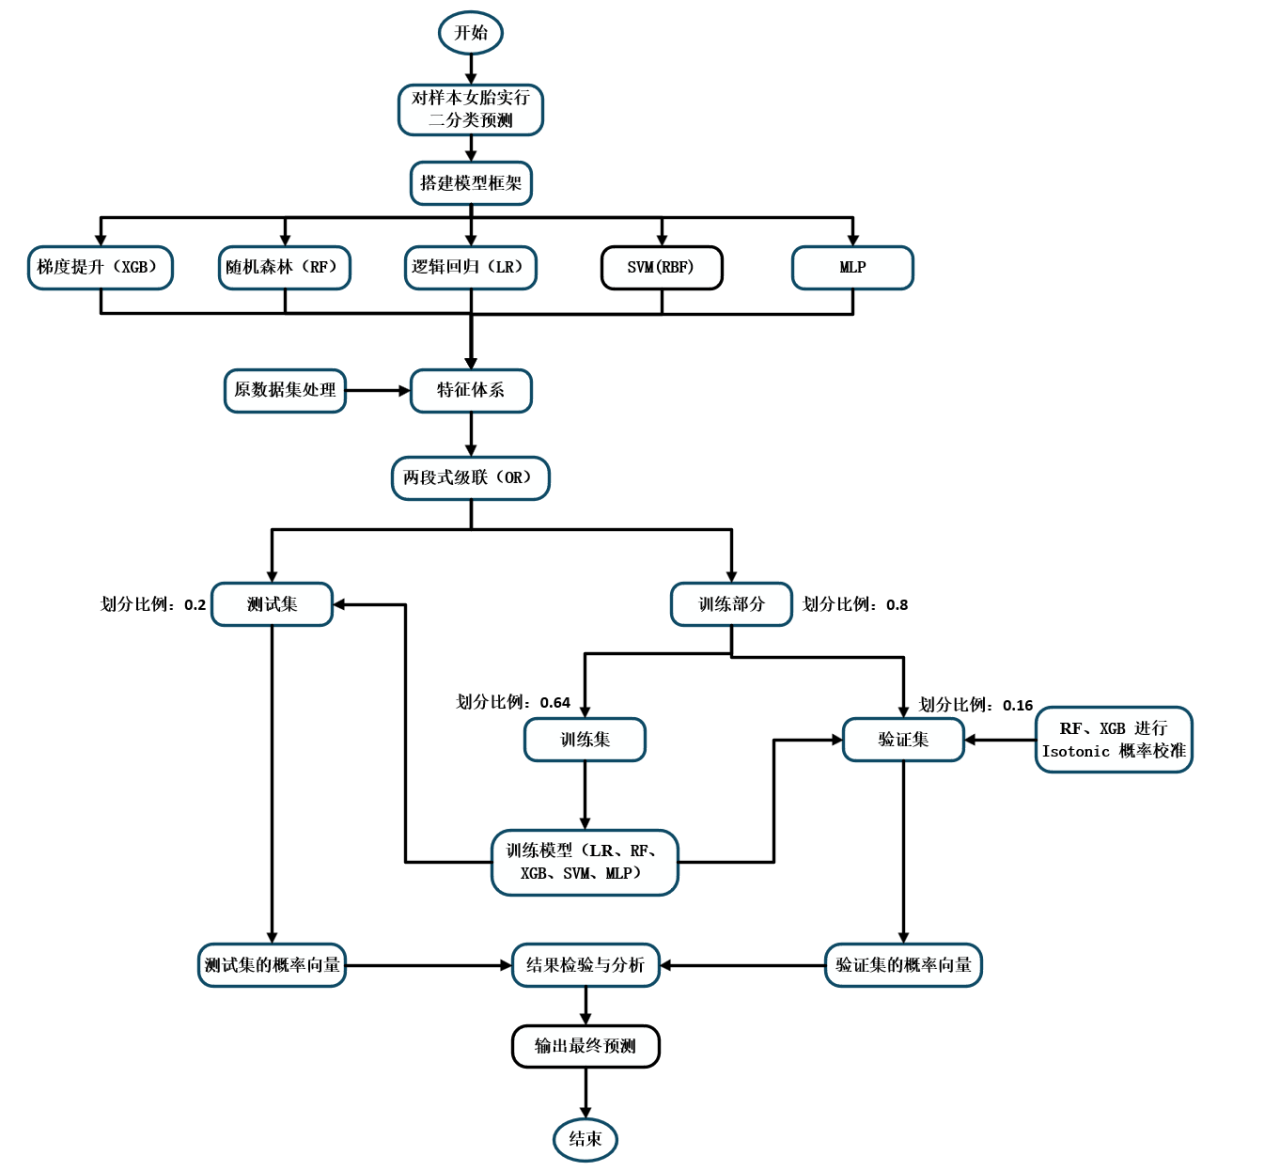 开始
对样本女胎实行
二分类预测
搭建模型框架
梯度提升（XGB）
随机森林（RF）
逻辑回归（LR）
SVM(RBF)
MLP
原数据集处理
特征体系
两段式级联（OR）
划分比例：0.2
测试集
训练部分
划分比例：0.8
划分比例：0.64
划分比例：0.16
训练集
验证集
RF、XGB 进行
Isotonic 概率校准
训练模型（LR、RF、
XGB、SVM、MLP）
测试集的概率向量
结果检验与分析
验证集的概率向量
输出最终预测
结束